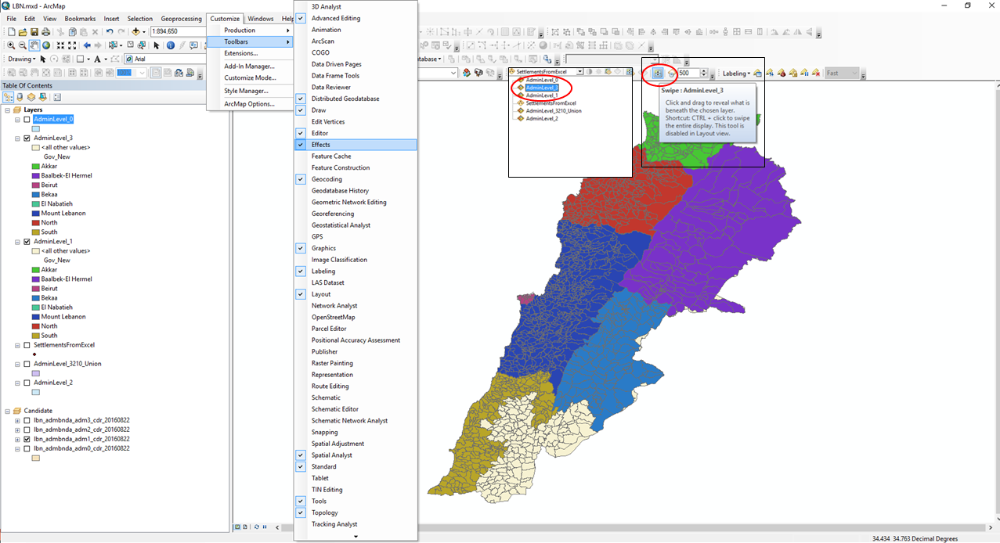 LBN.mxd - ArcMap
File Edit View Bookmarks Insert Selection Geoprocessing Customize Windows Help
1:894,650
Drawing
A
Arial
100%
Production
Toolbars
Extensions...
Add-In Manager...
Customize Mode...
Style Manager...
ArcMap Options...
3D Analyst
Advanced Editing
Animation
ArcScan
COGO
Data Driven Pages
Data Frame Tools
Data Reviewer
Distributed Geodatabase
Draw
Edit Vertices
Editor
Effects
Feature Cache
Feature Construction
Geocoding
Geodatabase History
Geometric Network Editing
Georeferencing
Geostatistical Analyst
GPS
Graphics
Image Classification
Labeling
LAS Dataset
Layout
Network Analyst
OpenStreetMap
Parcel Editor
Positional Accuracy Assessment
Publisher
Raster Painting
Representation
Route Editing
Schematic
Schematic Editor
Schematic Network Analyst
Snapping
Spatial Adjustment
Spatial Analyst
Standard
Tablet
TIN Editing
Tools
Topology
Tracking Analyst
Table Of Contents
Layers
AdminLevel_0
AdminLevel_3
<all other values>
Gov_New
Akkar
Baalbek-El Hermel
Beirut
Bekaa
El Nabatieh
Mount Lebanon
North
South
AdminLevel_1
<all other values>
Gov_New
Akkar
Baalbek-El Hermel
Beirut
Bekaa
El Nabatieh
Mount Lebanon
North
South
SettlementsFromExcel
AdminLevel_3210_Union
AdminLevel_2
Candidate
lbn_admbnda_adm3_cdr_20160822
lbn_admbnda_adm2_cdr_20160822
lbn_admbnda_adm1_cdr_20160822
lbn_admbnda_adm0_cdr_20160822
SettlementsFromExcel
AdminLevel_0
AdminLevel_3
AdminLevel_1
SettlementsFromExcel
AdminLevel_3210_Union
AdminLevel_2
500
Labeling
Fast
Swipe : AdminLevel_3
Click and drag to reveal what is
beneath the chosen layer.
Shortcut: CTRL + click to swipe
the entire display. This tool is
disabled in Layout view.
34.434 34.763 Decimal Degrees